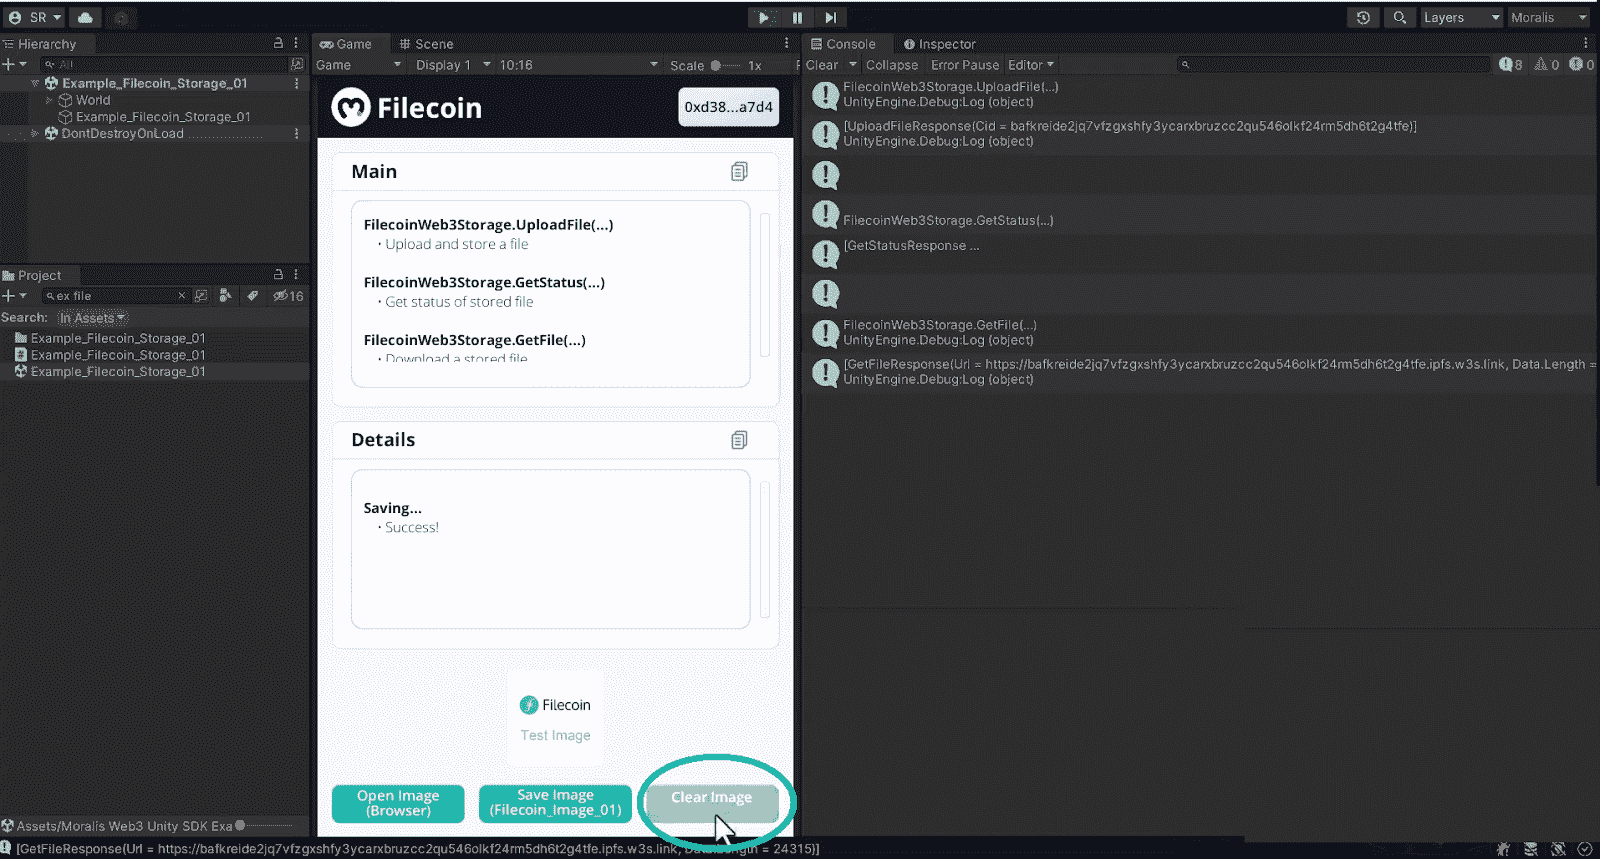 SR
Layers
Moralis
Hierarchy
All
Example_Filecoin_Storage_01
World
Example_Filecoin_Storage_01
DontDestroyOnLoad
Project
ex file
16
Search:
In Assets
Example_Filecoin_Storage_01
Example_Filecoin_Storage_01
Example_Filecoin_Storage_01
Assets/Moralis Web3 Unity SDK Exa
Game
Scene
Game
Display 1
10:16
Scale
1x
Filecoin
0xd38...a7d4
Main
FilecoinWeb3Storage.UploadFile(...)
• Upload and store a file
FilecoinWeb3Storage.GetStatus(...)
• Get status of stored file
FilecoinWeb3Storage.GetFile(...)
• Download a stored file
Details
Saving...
• Success!
Filecoin
Test Image
Open Image
(Browser)
Save Image
(Filecoin_Image_01)
Clear Image
Console
Inspector
Clear
Collapse
Error Pause
Editor
8
0
0
FilecoinWeb3Storage.UploadFile(...)
UnityEngine.Debug:Log (object)
[UploadFileResponse(Cid = bafkreide2jq7vfzgxshfy3ycarxbruzcc2qu546olkf24rm5dh6t2g4tfe)]
UnityEngine.Debug:Log (object)
FilecoinWeb3Storage.GetStatus(...)
[GetStatusResponse ...
FilecoinWeb3Storage.GetFile(...)
UnityEngine.Debug:Log (object)
[GetFileResponse(Url = https://bafkreide2jq7vfzgxshfy3ycarxbruzcc2qu546olkf24rm5dh6t2g4tfe.ipfs.w3s.link, Data.Length =
UnityEngine.Debug:Log (object)
[GetFileResponse(Url = https://bafkreide2jq7vfzgxshfy3ycarxbruzcc2qu546olkf24rm5dh6t2g4tfe.ipfs.w3s.link, Data.Length = 24315)]